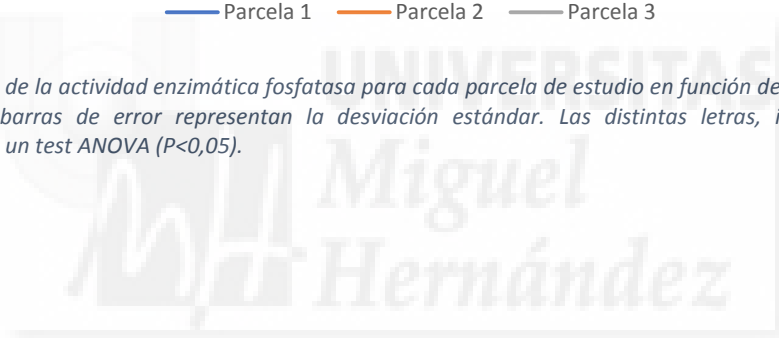 Parcela 1 Parcela 2 Parcela 3
UNIVERSITAS
de la actividad enzimática fosfatasa para cada parcela de estudio en función de
barras de error representan la desviación estándar. Las distintas letras,
un test ANOVA (P<0,05).
Miguel
Hernández